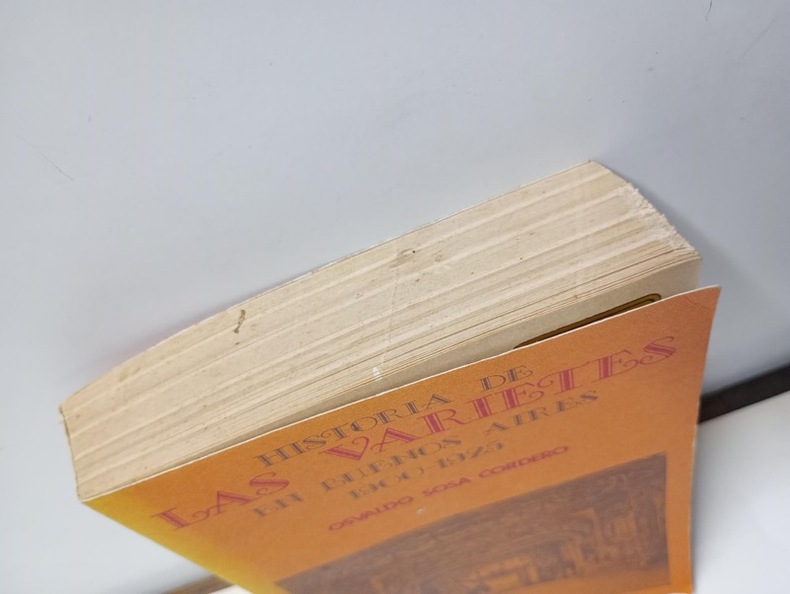 HISTORIA DE
LAS VARIETES
EN BUENOS AIRES
1900-1925
OSVALDO SOSA CORDERO